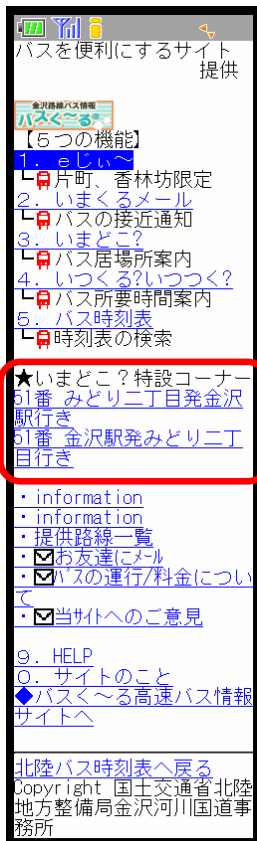 バスを便利にするサイト
提供
金沢路線バス情報
バスく〜る
【5つの機能】
1. eじぃ〜
┗片町、香林坊限定
2. いまくるメール
┗バスの接近通知
3. いまどこ?
┗バス居場所案内
4. いつくる?いつつく?
┗バス所要時間案内
5. バス時刻表
┗時刻表の検索
★いまどこ?特設コーナー
51番 みどり二丁目発金沢
駅行き
51番 金沢駅発みどり二丁
目行き
・information
・information
・提供路線一覧
・お友達にﾒｰﾙ
・ﾊﾞｽの運行/料金につい
て
・当ｻｲﾄへのご意見
9. HELP
0. サイトのこと
◆バスく〜る高速バス情報
サイトへ
北陸バス時刻表へ戻る
Copyright 国土交通省北陸
地方整備局金沢河川国道事
務所